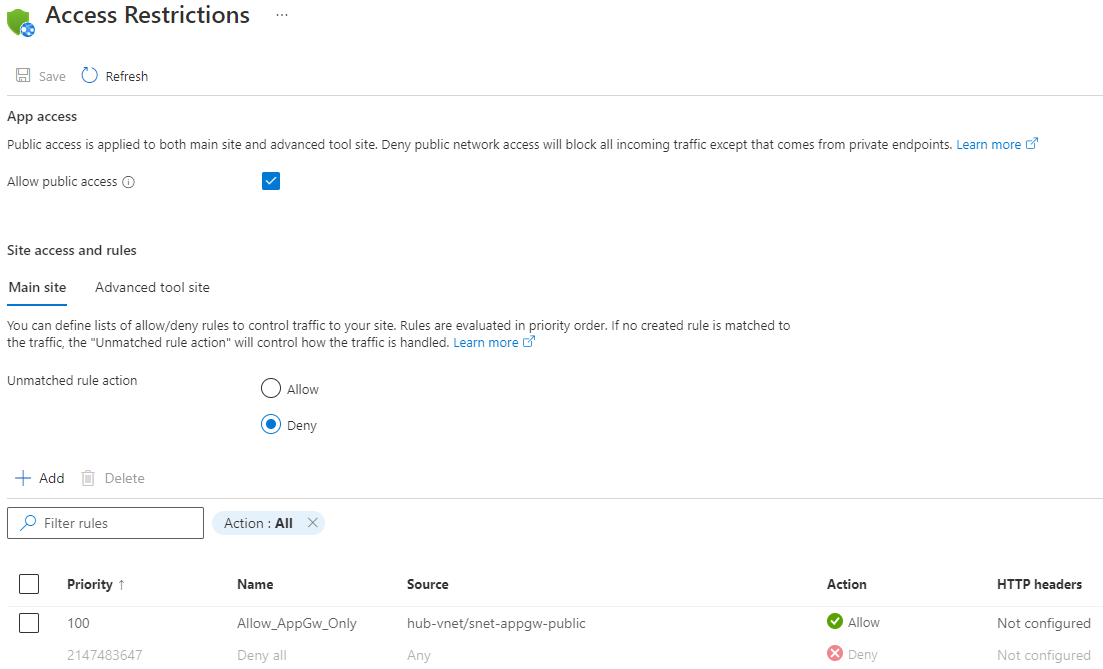 Access Restrictions ...
Save Refresh
App access
Public access is applied to both main site and advanced tool site. Deny public network access will block all incoming traffic except that comes from private endpoints. Learn more
Allow public access
Site access and rules
Main site Advanced tool site
You can define lists of allow/deny rules to control traffic to your site. Rules are evaluated in priority order. If no created rule is matched to
the traffic, the "Unmatched rule action" will control how the traffic is handled. Learn more
Unmatched rule action
Allow
Deny
Add Delete
Filter rules Action : All
Priority ↑ Name Source Action HTTP headers
100 Allow_AppGw_Only hub-vnet/snet-appgw-public Allow Not configured
2147483647 Deny all Any Deny Not configured